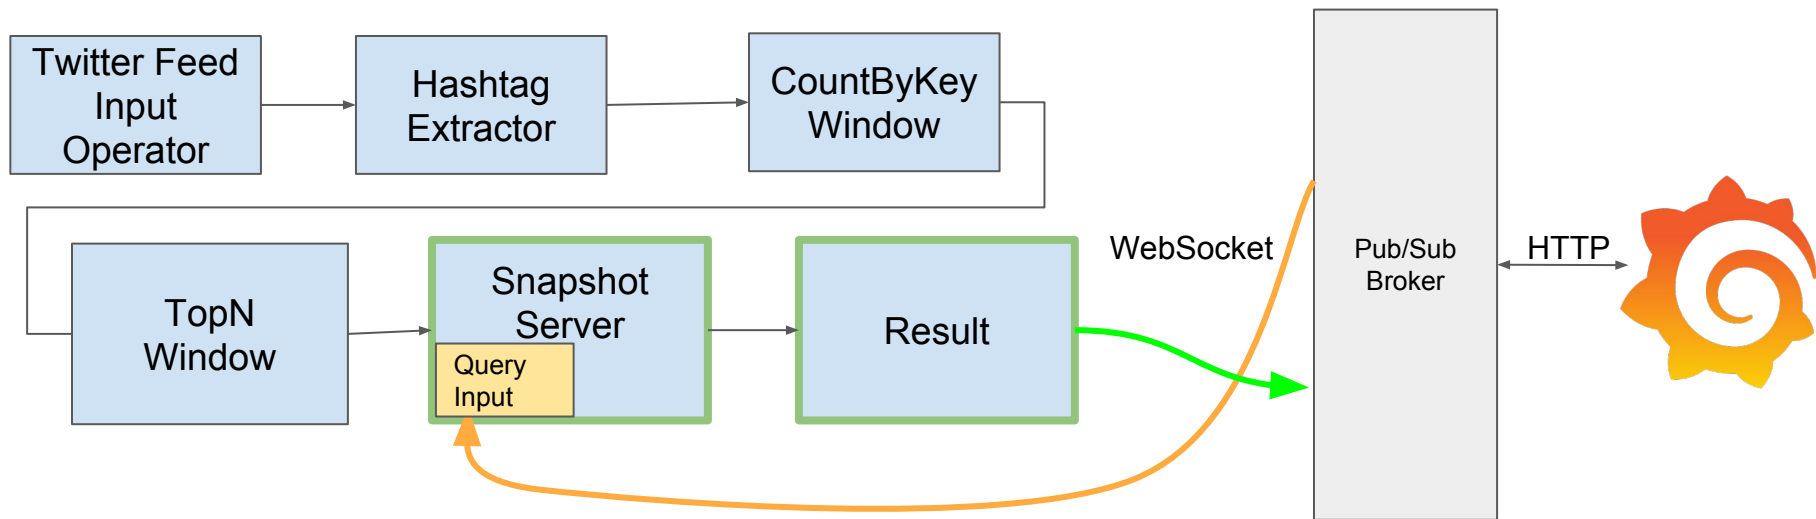 Twitter Feed
Input
Operator
Hashtag
Extractor
CountByKey
Window
TopN
Window
Snapshot
Server
Query
Input
Result
WebSocket
Pub/Sub
Broker
HTTP